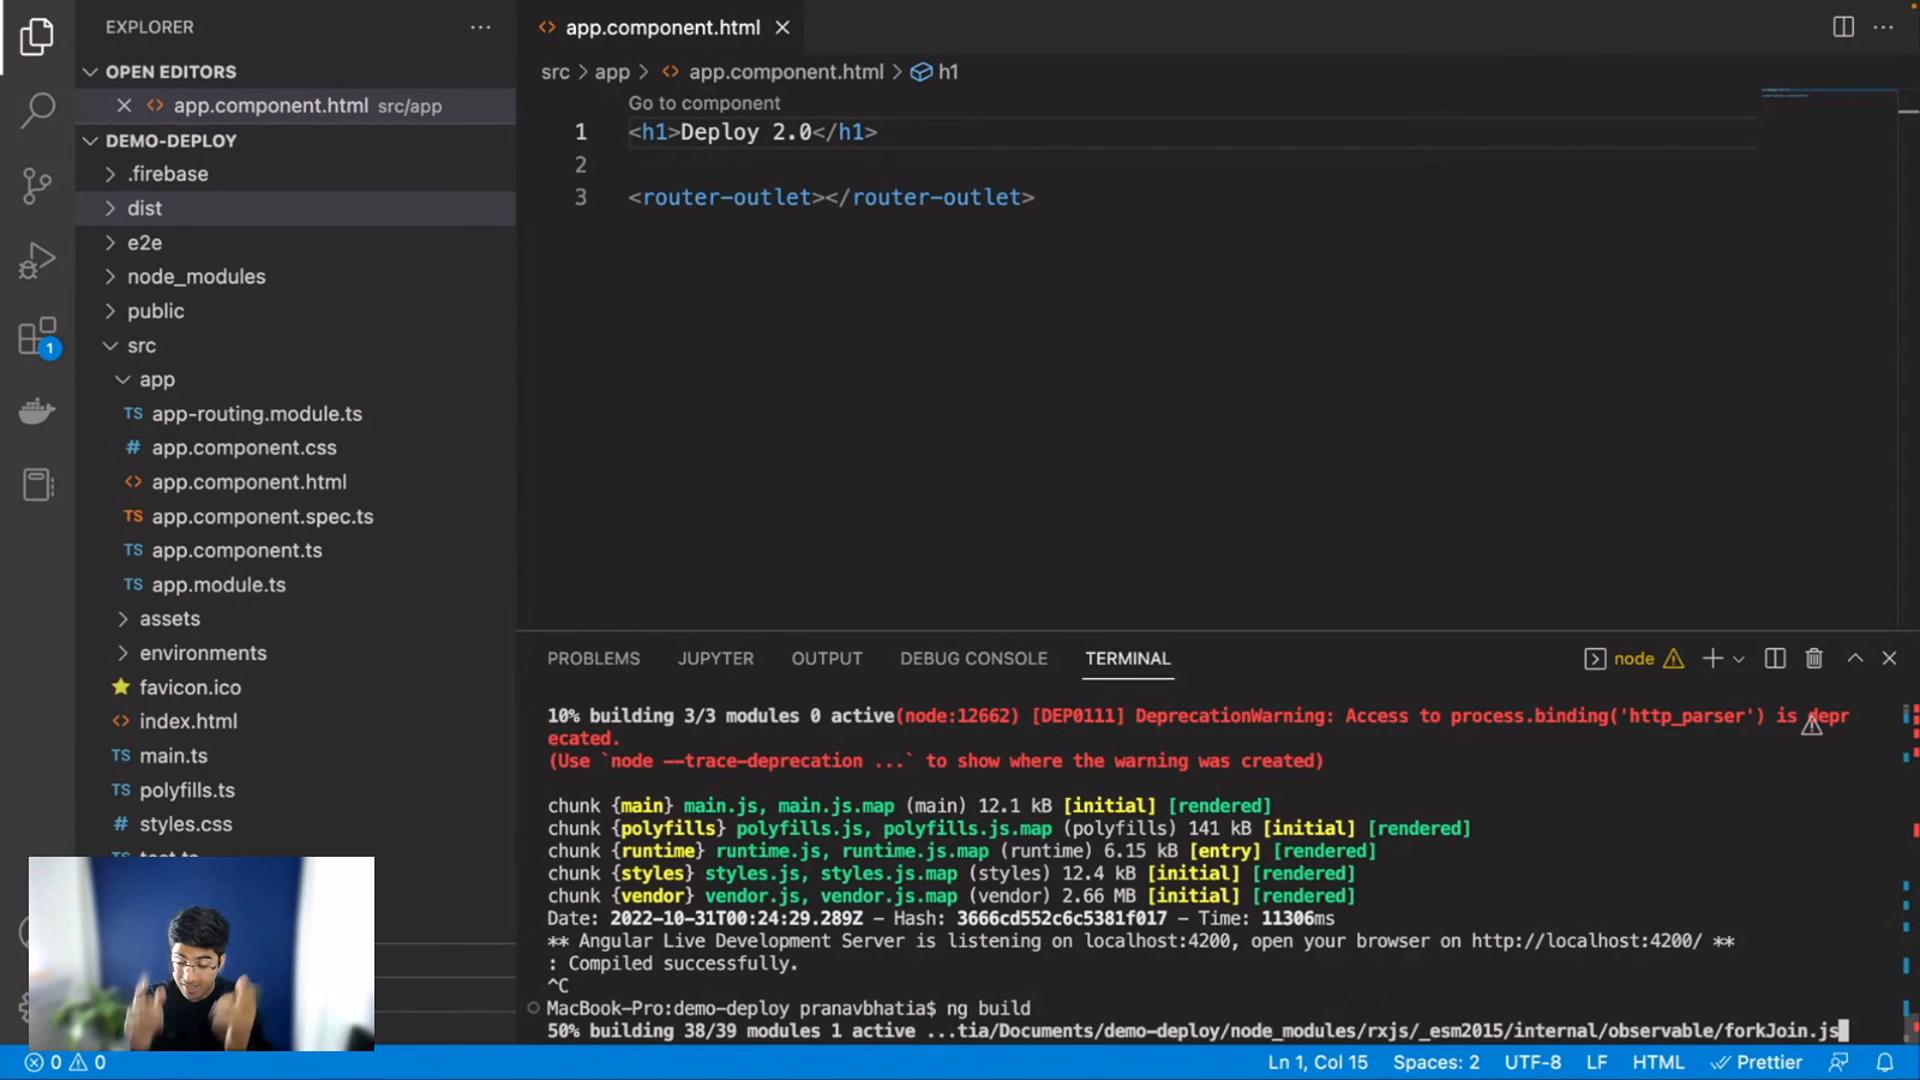 EXPLORER
app.component.html
OPEN EDITORS
src app app.component.html h1
app.component.html src/app
Go to component
DEMO-DEPLOY
1 <h1>Deploy 2.0</h1>
2
3 <router-outlet></router-outlet>
.firebase
dist
e2e
node_modules
public
src
app
TS app-routing.module.ts
# app.component.css
<> app.component.html
TS app.component.spec.ts
TS app.component.ts
TS app.module.ts
assets
environments
favicon.ico
<> index.html
TS main.ts
TS polyfills.ts
# styles.css
1
PROBLEMS JUPYTER OUTPUT DEBUG CONSOLE TERMINAL
node
10% building 3/3 modules 0 active(node:12662) [DEP0111] DeprecationWarning: Access to process.binding('http_parser') is depr
ecated.
(Use `node --trace-deprecation ...` to show where the warning was created)
chunk {main} main.js, main.js.map (main) 12.1 kB [initial] [rendered]
chunk {polyfills} polyfills.js, polyfills.js.map (polyfills) 141 kB [initial] [rendered]
chunk {runtime} runtime.js, runtime.js.map (runtime) 6.15 kB [entry] [rendered]
chunk {styles} styles.js, styles.js.map (styles) 12.4 kB [initial] [rendered]
chunk {vendor} vendor.js, vendor.js.map (vendor) 2.66 MB [initial] [rendered]
Date: 2022-10-31T00:24:29.289Z - Hash: 3666cd552c6c5381f017 - Time: 11306ms
** Angular Live Development Server is listening on localhost:4200, open your browser on http://localhost:4200/ **
: Compiled successfully.
^C
MacBook-Pro:demo-deploy pranavbhatia$ ng build
50% building 38/39 modules 1 active ...tia/Documents/demo-deploy/node_modules/rxjs/_esm2015/internal/observable/forkJoin.js
0 0
Ln 1, Col 15 Spaces: 2 UTF-8 LF HTML Prettier